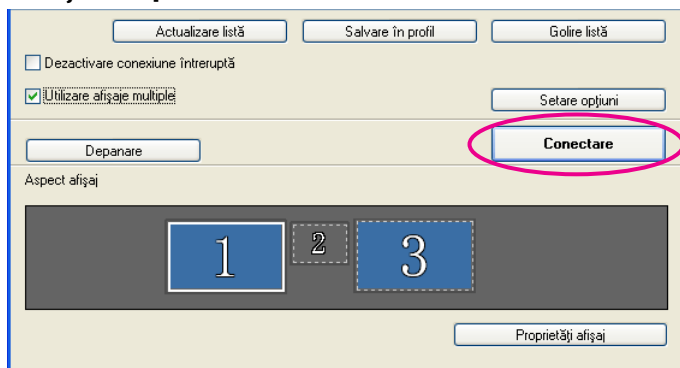 Actualizare listă Salvare în profil Golire listă
Dezactivare conexiune întreruptă
Utilizare afişaje multiple
Setare opţiuni
Conectare
Depanare
Aspect afişaj
1 2 3
Proprietăţi afişaj